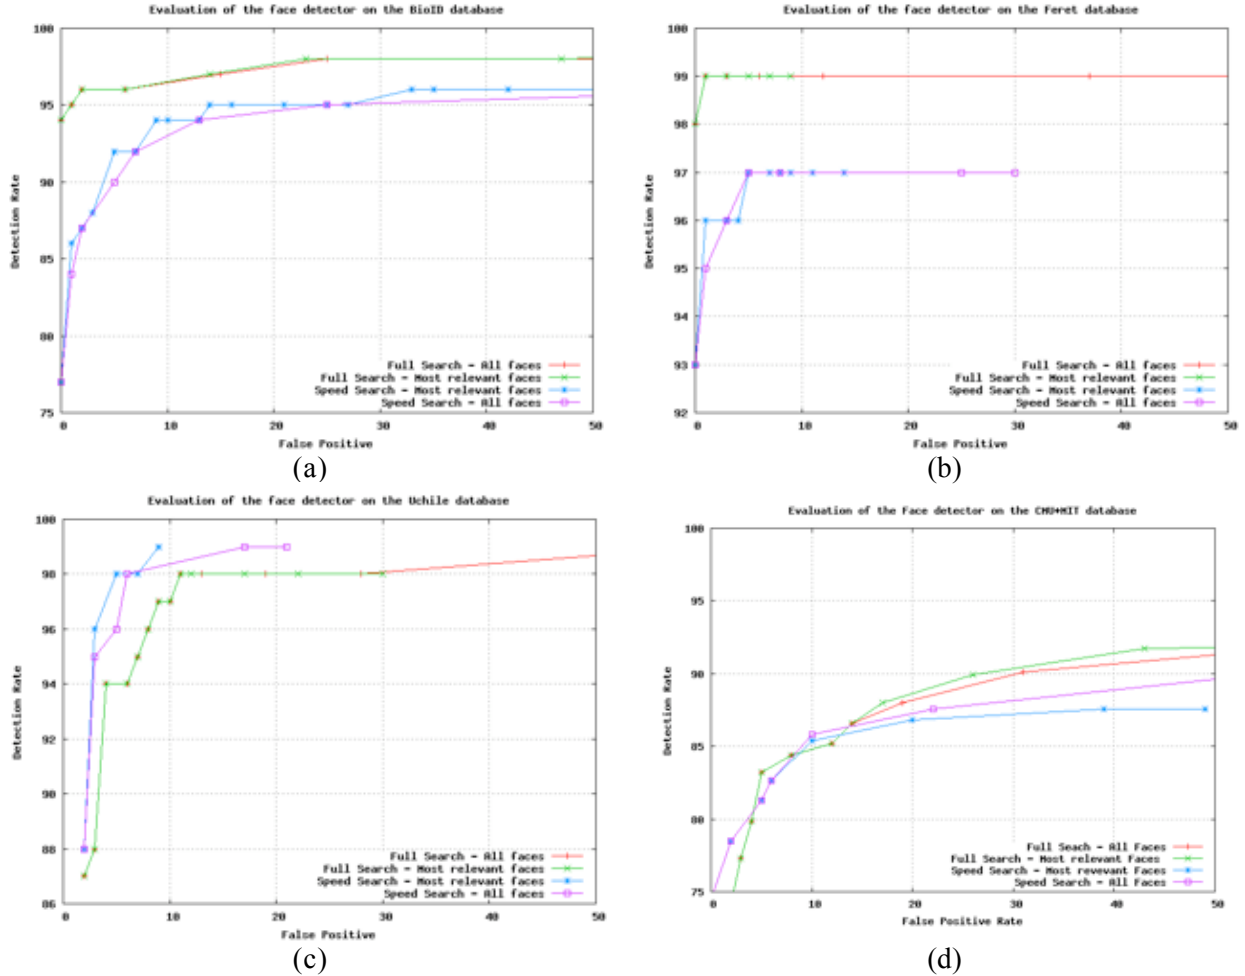 Evaluation of the face detector on the BioID database
100
95
90
85
80
75
Detection Rate
Full Search - All faces
Full Search - Most relevant faces
Speed Search - Most relevant faces
Speed Search - All faces
0 10 20 30 40 50
False Positive
(a)
Evaluation of the face detector on the Feret database
100
99
98
97
96
95
94
93
92
Detection Rate
Full Search - All faces
Full Search - Most relevant faces
Speed Search - Most relevant faces
Speed Search - All faces
0 10 20 30 40 50
False Positive
(b)
Evaluation of the face detector on the Uchile database
100
98
96
94
92
90
88
86
Detection Rate
Full Search - All faces
Full Search - Most relevant faces
Speed Search - Most relevant faces
Speed Search - All faces
0 10 20 30 40 50
False Positive
(c)
Evaluation of the Face detector on the CMU+MIT database
100
95
90
85
80
75
Detection Rate
Full Seach - All Faces
Full Search - Most relevant Faces
Speed Search - Most revevant Faces
Speed Search - All Faces
0 10 20 30 40 50
False Positive Rate
(d)